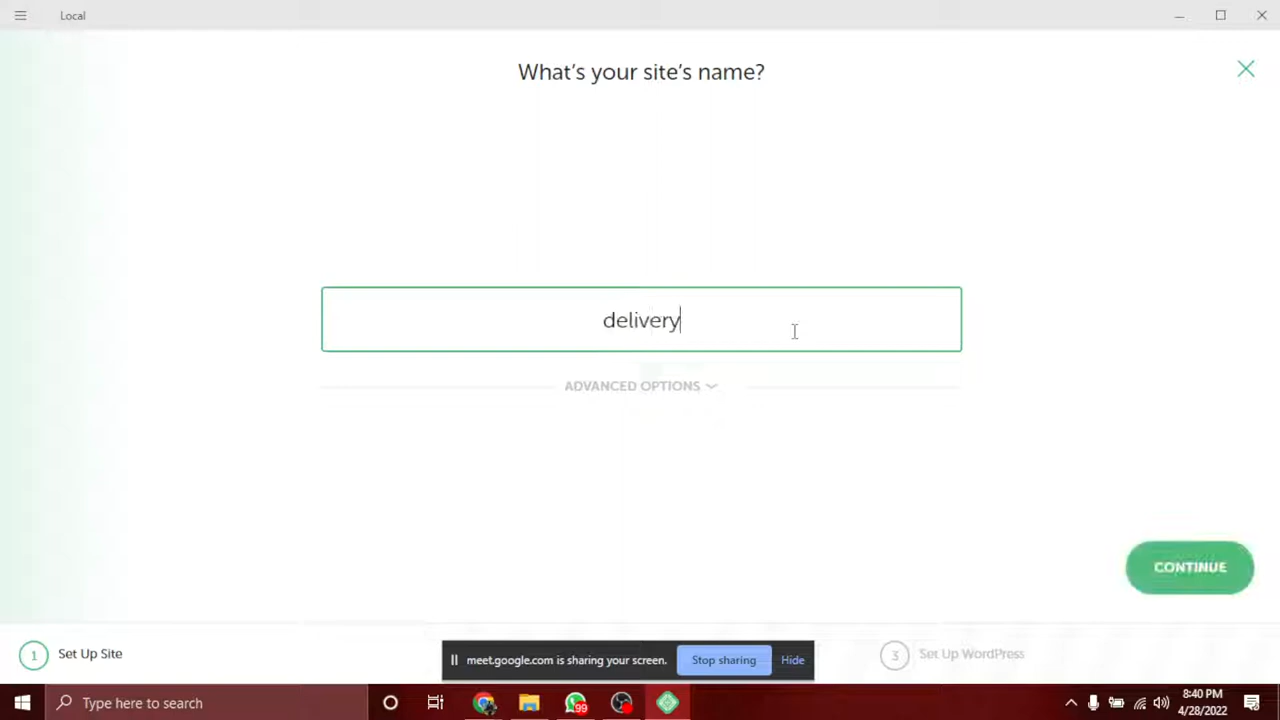 Local
What's your site's name?
delivery
ADVANCED OPTIONS
CONTINUE
1 Set Up Site
meet.google.com is sharing your screen. Stop sharing Hide
3 Set Up WordPress
Type here to search
99
8:40 PM
4/28/2022